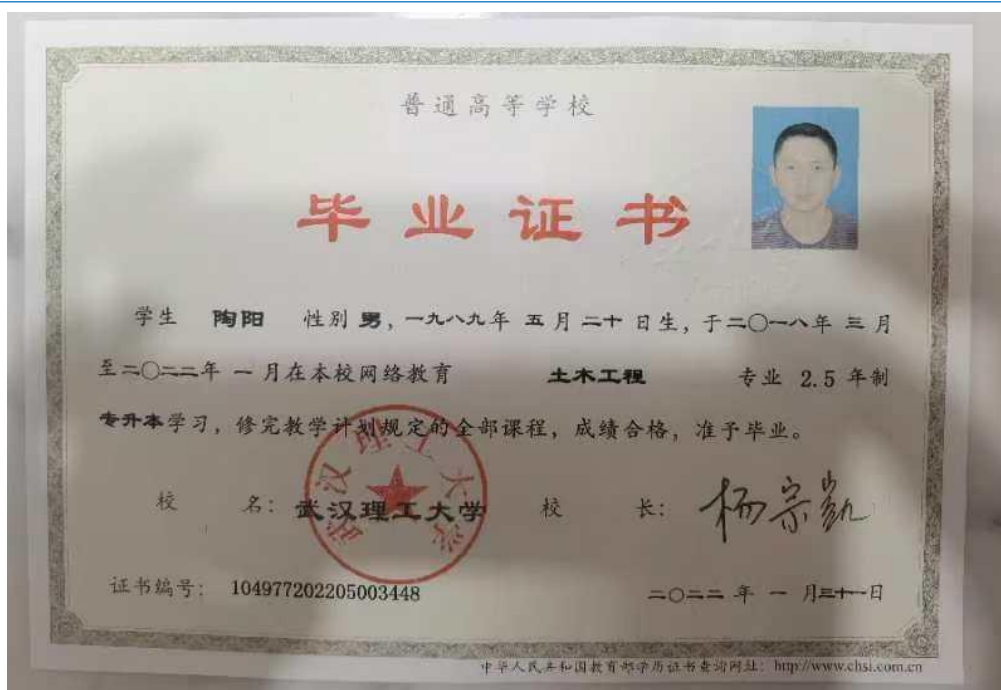 普通高等学校
毕业证书
学生 陶阳 性别 男，一九八九年 五 月 二十 日生，于二〇一八年 三 月
至二〇二二年 一 月在本校网络教育 土木工程 专业 2.5 年制
专升本学习，修完教学计划规定的全部课程，成绩合格，准予毕业。
校 名：武汉理工大学 校 长：杨宗凯
武汉理工大学
证书编号：104977202205003448 二〇二二 年 一 月三十一日
中华人民共和国教育部学历证书查询网址：http://www.chsi.com.cn